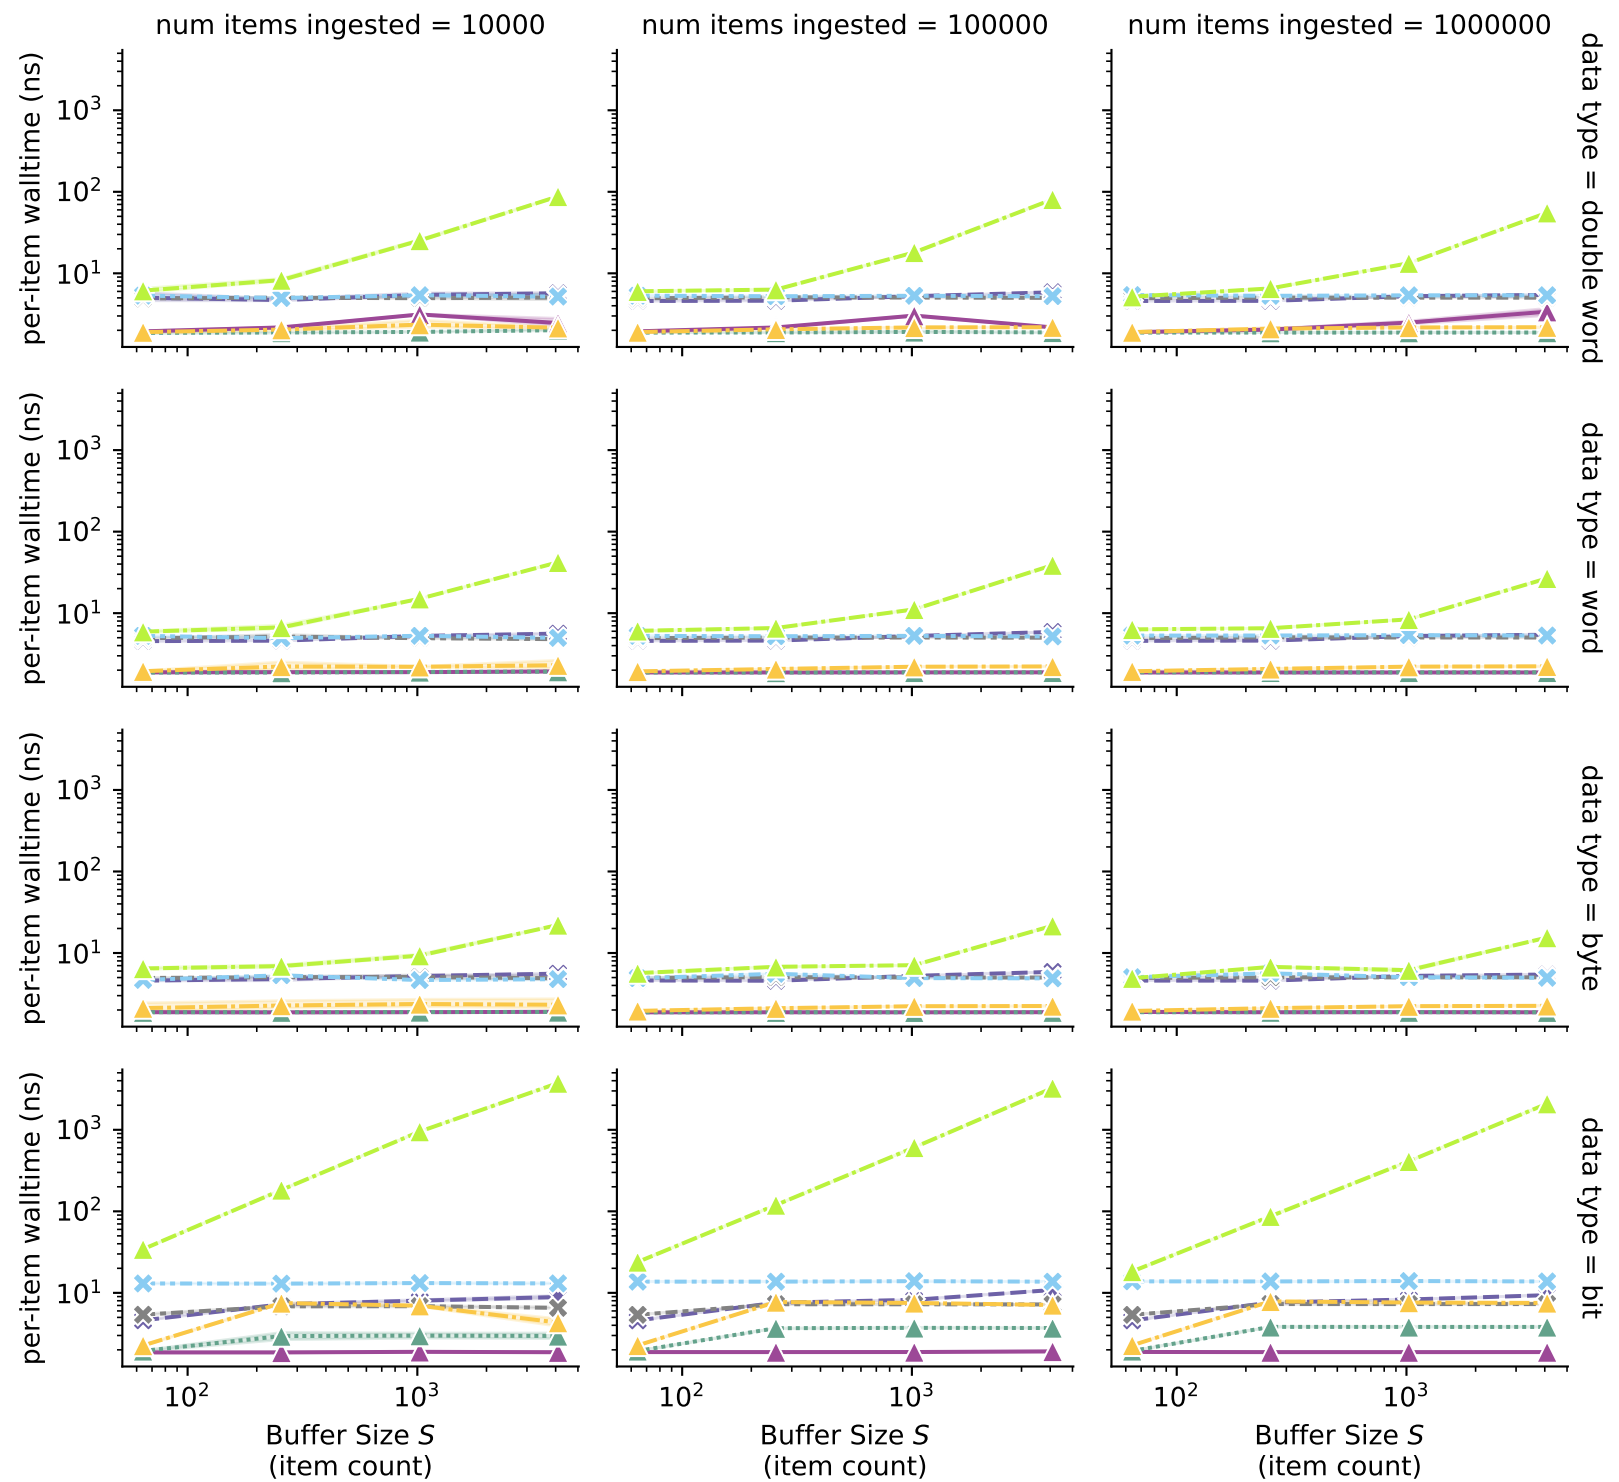 num items ingested = 10000
num items ingested = 100000
num items ingested = 1000000
per-item walltime (ns)
10³
10²
10¹
data type = double word
per-item walltime (ns)
10³
10²
10¹
data type = word
per-item walltime (ns)
10³
10²
10¹
data type = byte
per-item walltime (ns)
10³
10²
10¹
data type = bit
10²
10³
10²
10³
10²
10³
Buffer Size S
(item count)
Buffer Size S
(item count)
Buffer Size S
(item count)